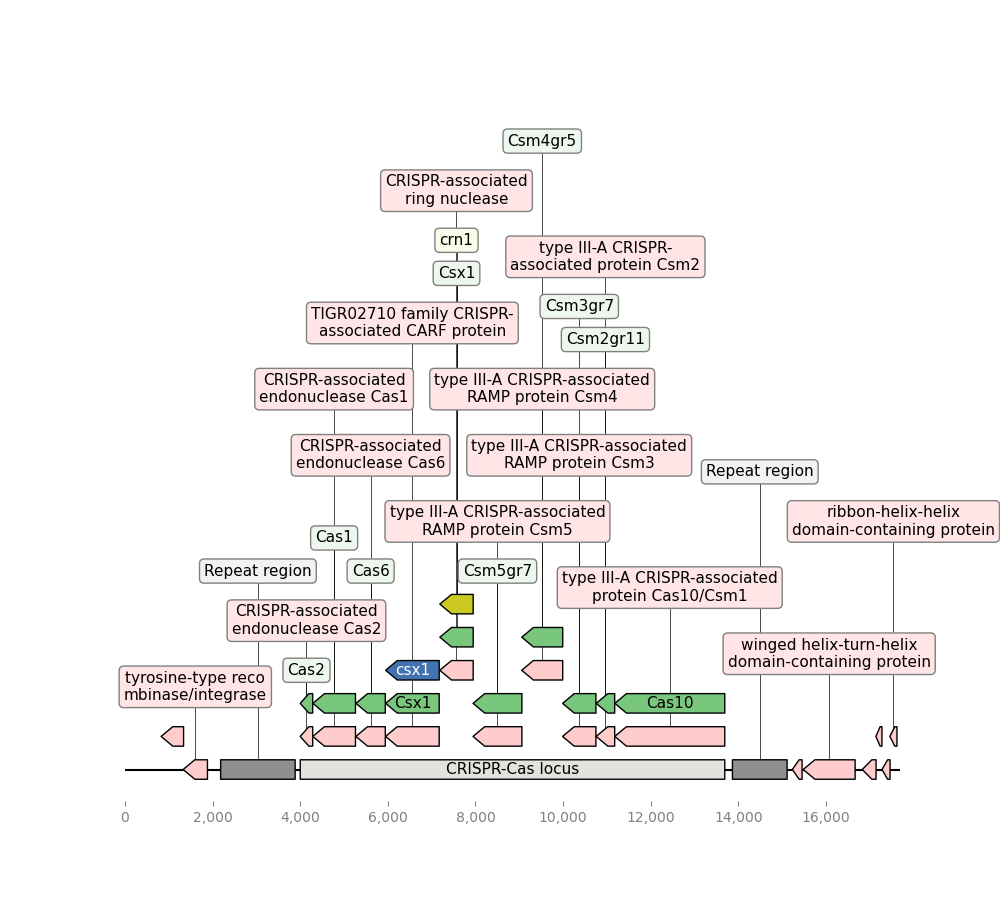 Csm4gr5
CRISPR-associated
ring nuclease
crn1
type III-A CRISPR-
associated protein Csm2
Csx1
Csm3gr7
TIGR02710 family CRISPR-
associated CARF protein
Csm2gr11
CRISPR-associated
endonuclease Cas1
type III-A CRISPR-associated
RAMP protein Csm4
CRISPR-associated
endonuclease Cas6
type III-A CRISPR-associated
RAMP protein Csm3
Repeat region
type III-A CRISPR-associated
RAMP protein Csm5
ribbon-helix-helix
domain-containing protein
Cas1
Repeat region
Cas6
Csm5gr7
type III-A CRISPR-associated
protein Cas10/Csm1
CRISPR-associated
endonuclease Cas2
winged helix-turn-helix
domain-containing protein
Cas2
csx1
tyrosine-type reco
mbinase/integrase
Csx1
Cas10
CRISPR-Cas locus
0
2,000
4,000
6,000
8,000
10,000
12,000
14,000
16,000